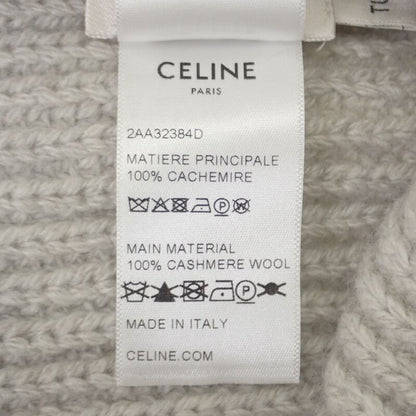 CELINE
PARIS
2AA32384D
MATIERE PRINCIPALE
100% CACHEMIRE
MAIN MATERIAL
100% CASHMERE WOOL
MADE IN ITALY
CELINE.COM